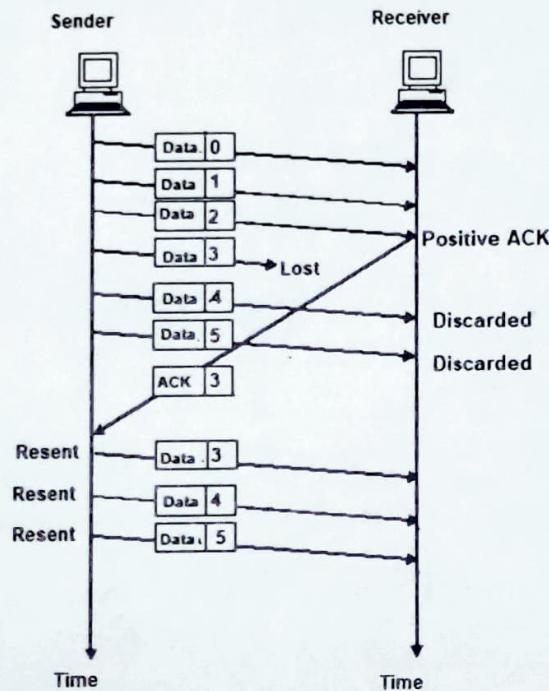 Sender Receiver
Data 0
Data 1
Data 2
Positive ACK
Data 3
Lost
Data 4
Discarded
Data 5
Discarded
ACK 3
Resent Data 3
Resent Data 4
Resent Data 5
Time Time